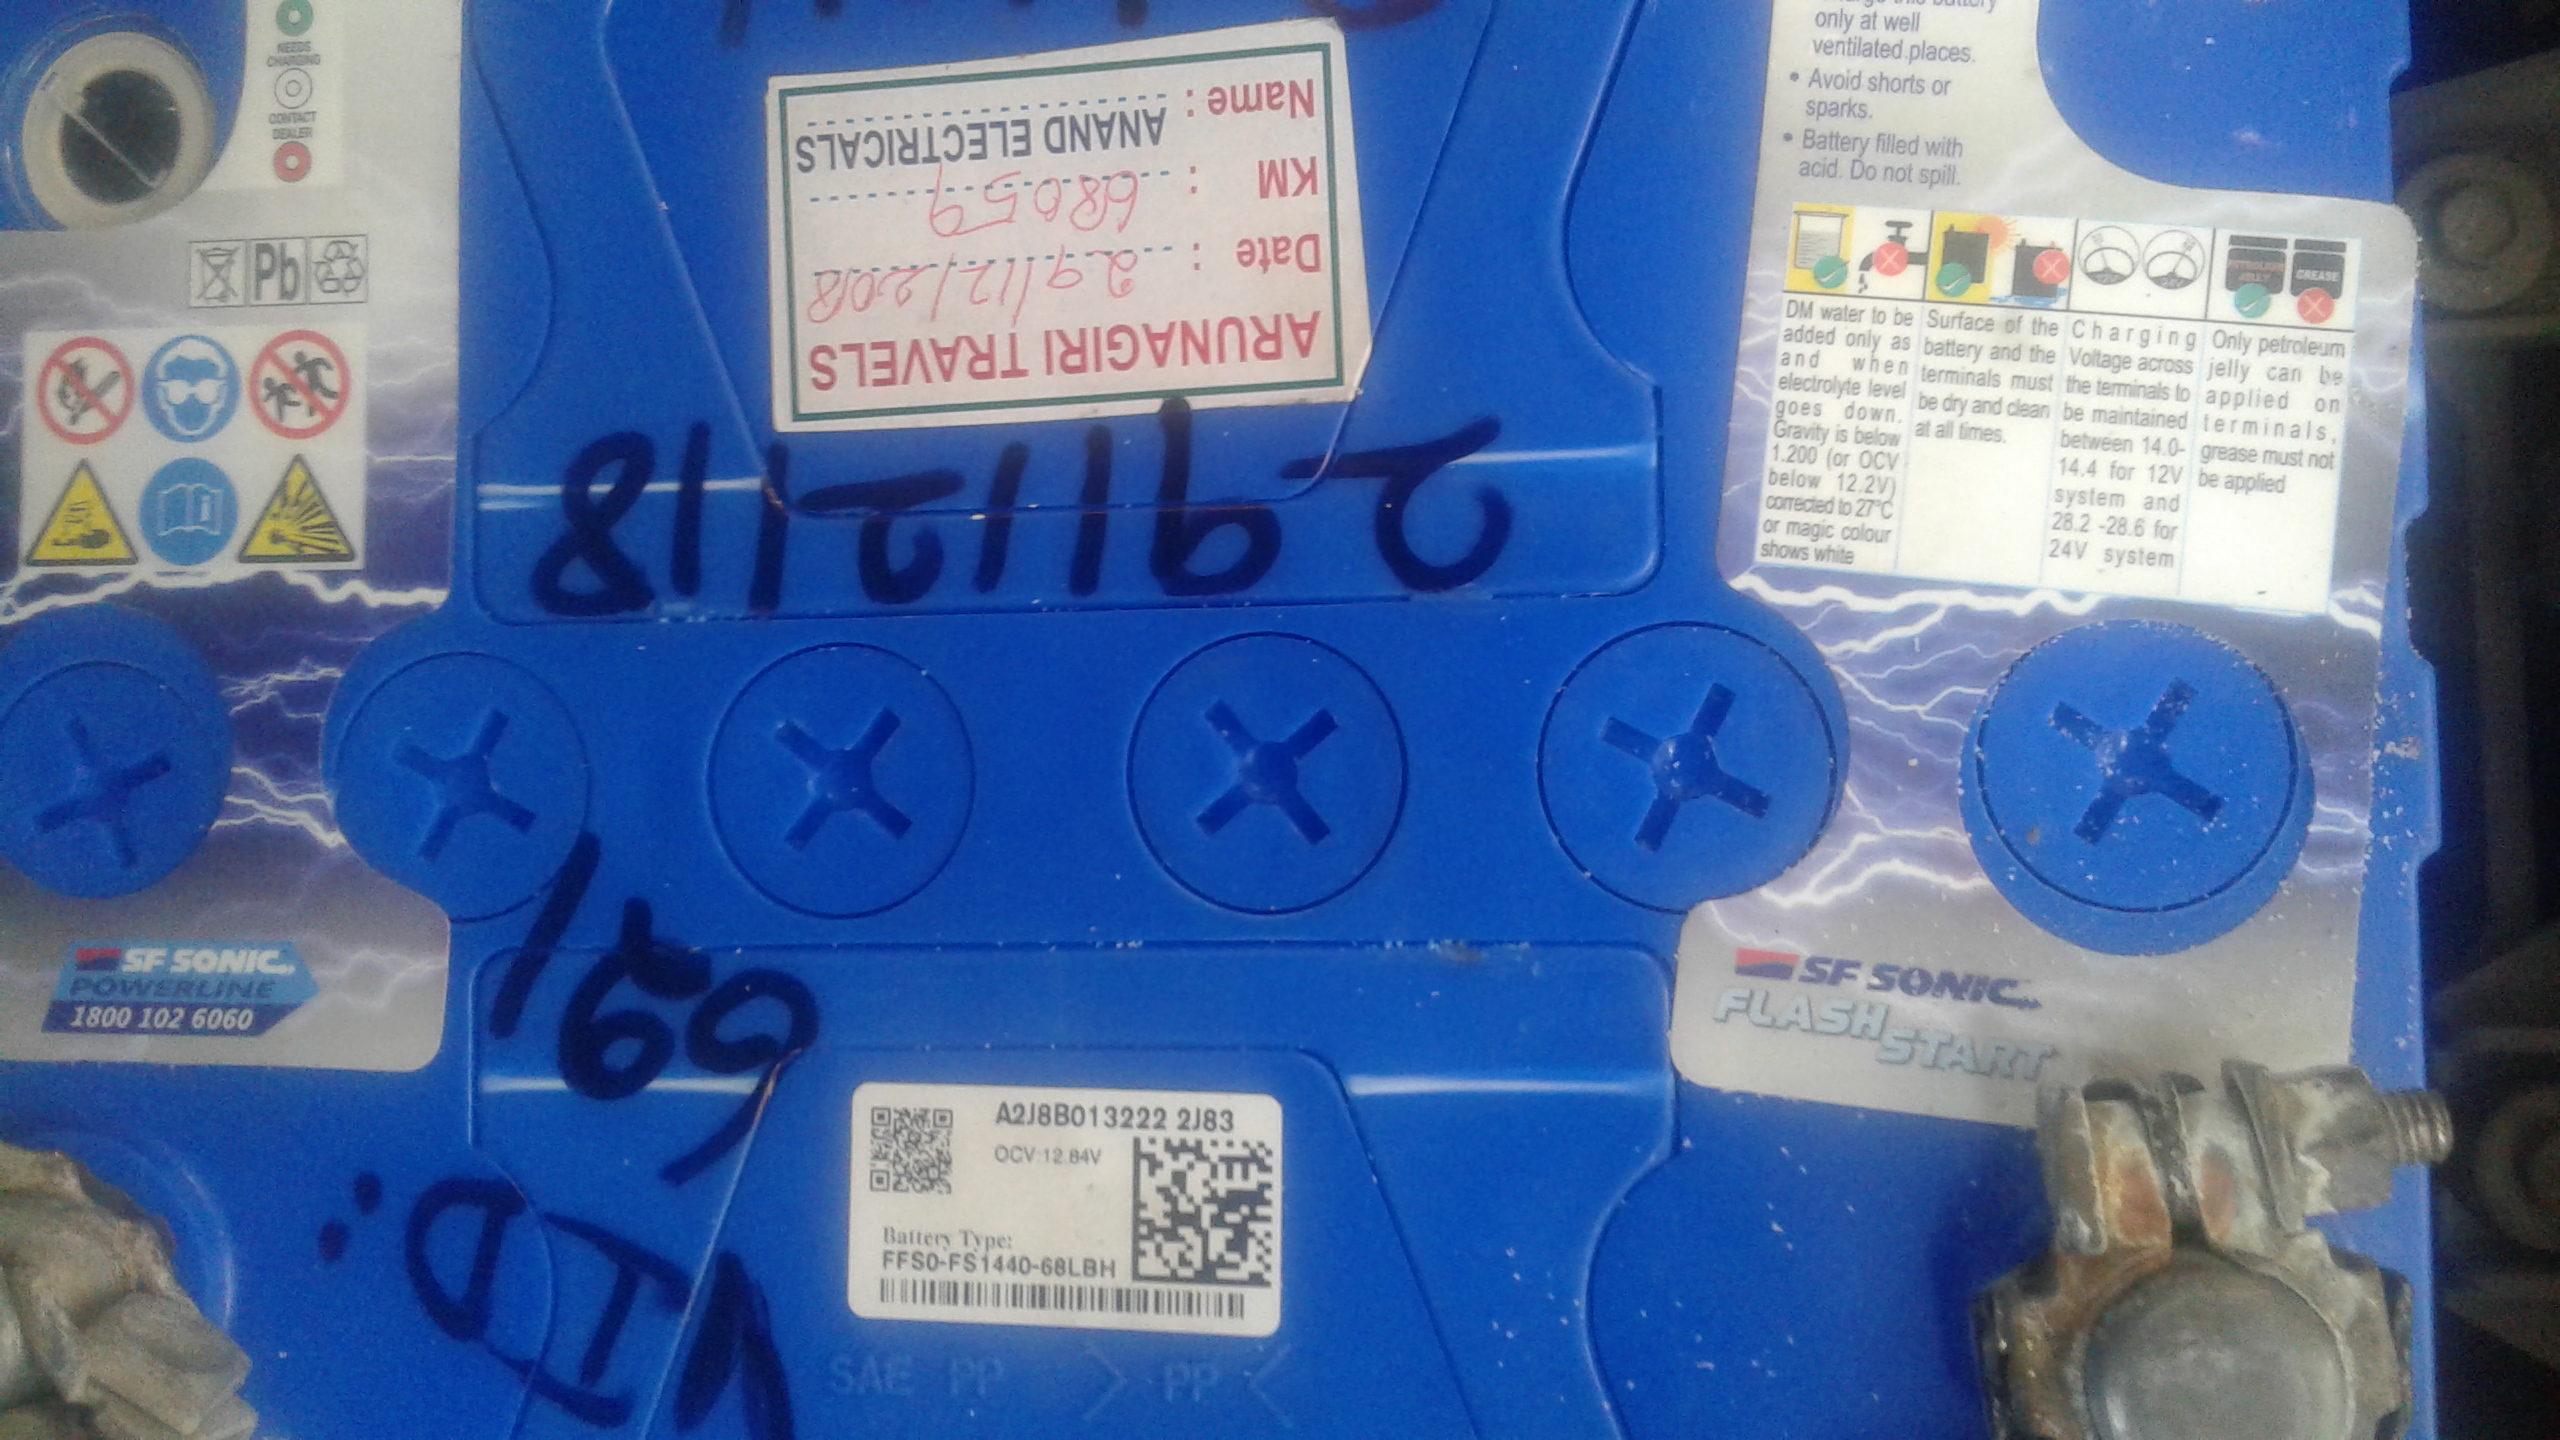 NEEDS
CHARGING
CONTACT
DEALER
Pb
ARUNAGIRI TRAVELS
Date : 29/12/2018
KM : 68059
Name : ANAND ELECTRICALS
29/12/18
only at well
ventilated places.
• Avoid shorts or
sparks.
• Battery filled with
acid. Do not spill.
PETROLEUM
JELLY
GREASE
DM water to be
added only as
and when
electrolyte level
goes down.
Gravity is below
1.200 (or OCV
below 12.2V)
corrected to 27°C
or magic colour
shows white
Surface of the
battery and the
terminals must
be dry and clean
at all times.
Charging
Voltage across
the terminals to
be maintained
between 14.0-
14.4 for 12V
system and
28.2 -28.6 for
24V system
Only petroleum
jelly can be
applied on
terminals,
grease must not
be applied
SF SONIC
POWERLINE
1800 102 6060
SF SONIC
FLASH
START
A2J8B013222 2J83
OCV:12.84V
Battery Type:
FFS0-FS1440-68LBH
SAE PP > PP <